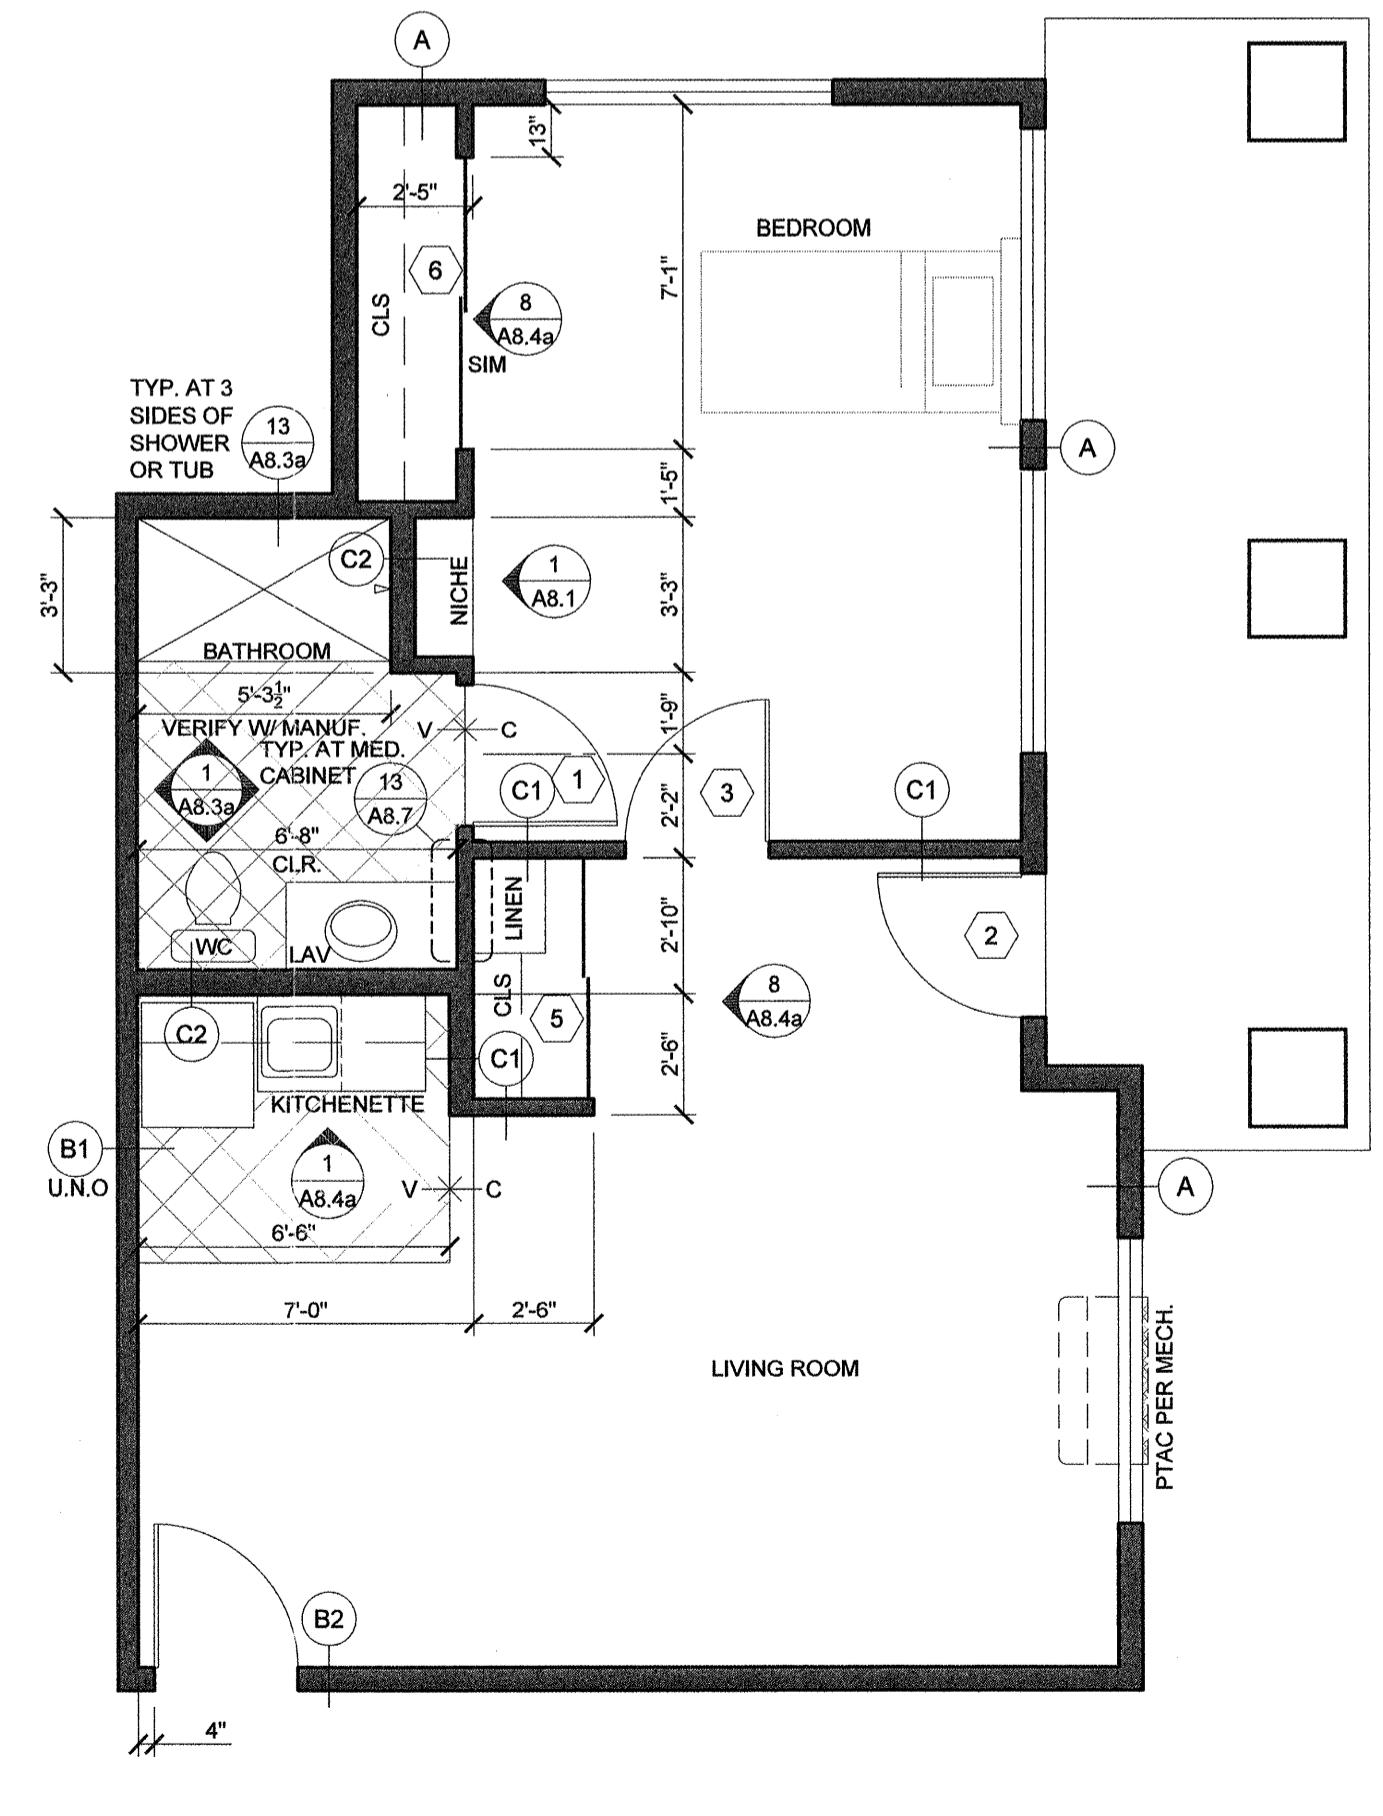 A
13"
2'-5"
BEDROOM
6
7'-1"
CLS
8
A8.4a
SIM
TYP. AT 3
SIDES OF
SHOWER
OR TUB
13
A8.3a
A
1'-5"
C2
NICHE
1
A8.1
3'-3"
3'-3"
BATHROOM
5'-3 1/2"
VERIFY W/ MANUF.
TYP. AT MED.
CABINET
V
C
1'-9"
1
A8.3a
13
A8.7
C1
1
3
C1
2'-2"
6'-8"
CLR.
LINEN
WC
LAV
2'-10"
2
CLS
5
8
A8.4a
C2
C1
2'-6"
KITCHENETTE
B1
U.N.O
1
A8.4a
V
C
A
6'-6"
7'-0"
2'-6"
LIVING ROOM
PTAC PER MECH.
B2
4"